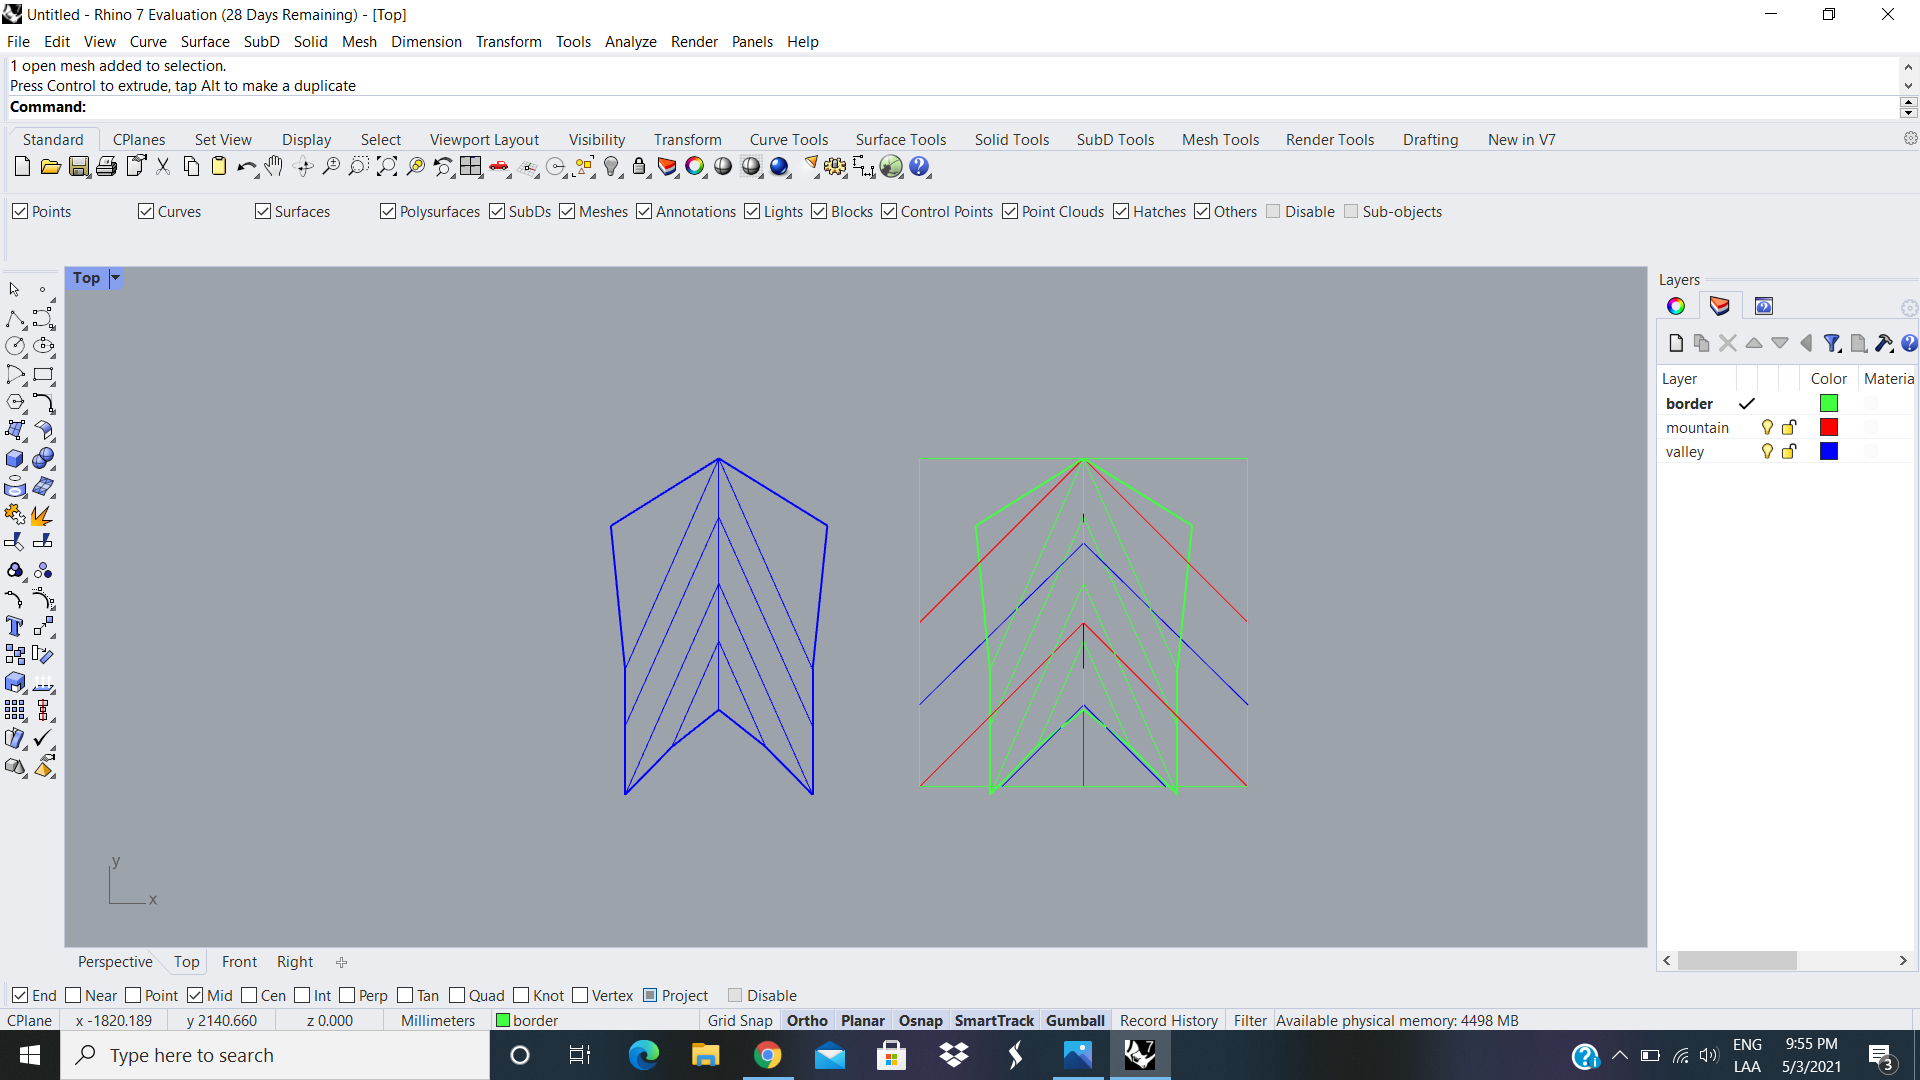 Untitled - Rhino 7 Evaluation (28 Days Remaining) - [Top]
File Edit View Curve Surface SubD Solid Mesh Dimension Transform Tools Analyze Render Panels Help
1 open mesh added to selection.
Press Control to extrude, tap Alt to make a duplicate
Command:
Standard CPlanes Set View Display Select Viewport Layout Visibility Transform Curve Tools Surface Tools Solid Tools SubD Tools Mesh Tools Render Tools Drafting New in V7
Points Curves Surfaces Polysurfaces SubDs Meshes Annotations Lights Blocks Control Points Point Clouds Hatches Others Disable Sub-objects
Top
Layers
Layer Color Materia
border
mountain
valley
y
x
Perspective Top Front Right
End Near Point Mid Cen Int Perp Tan Quad Knot Vertex Project Disable
CPlane x -1820.189 y 2140.660 z 0.000 Millimeters border Grid Snap Ortho Planar Osnap SmartTrack Gumball Record History Filter Available physical memory: 4498 MB
Type here to search
7
ENG
LAA
9:55 PM
5/3/2021
3